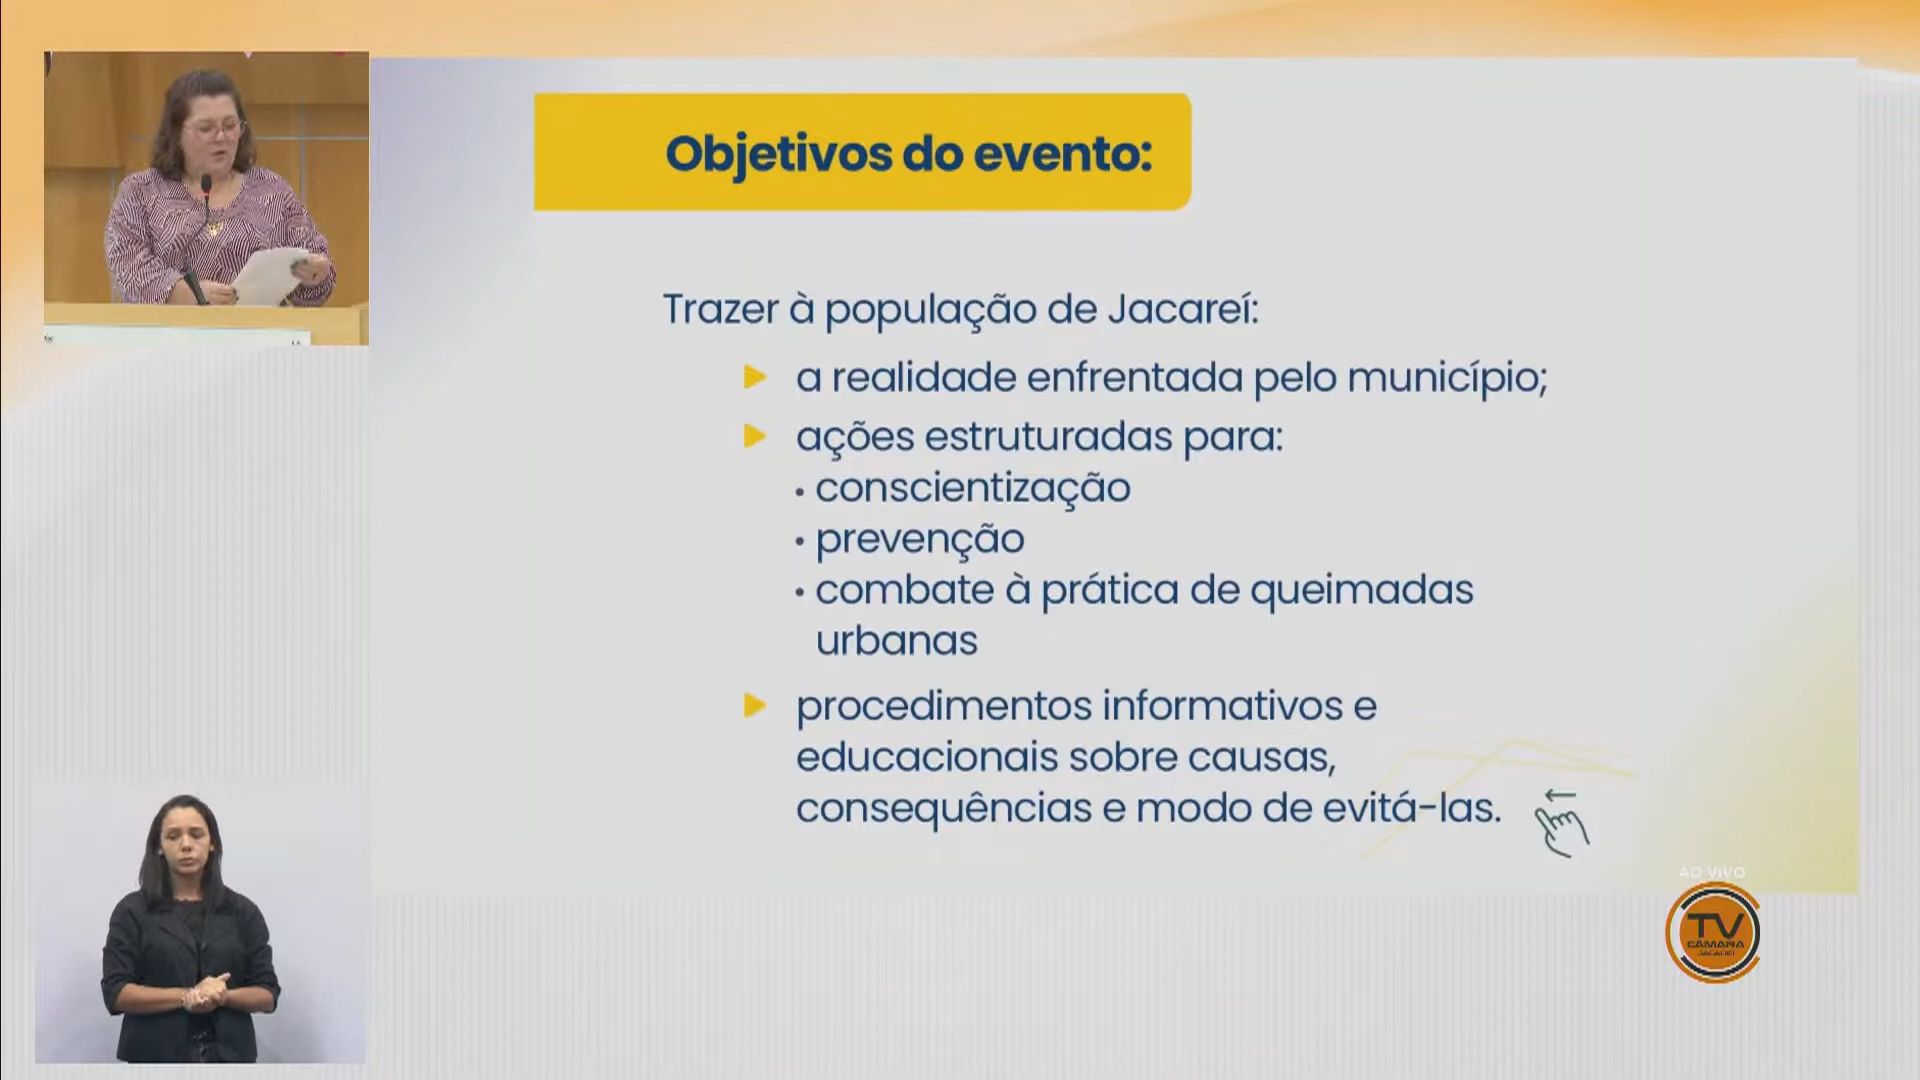 Objetivos do evento:
Trazer à população de Jacareí:
a realidade enfrentada pelo município;
ações estruturadas para:
• conscientização
• prevenção
• combate à prática de queimadas
urbanas
procedimentos informativos e
educacionais sobre causas,
consequências e modo de evitá-las.
AO VIVO
TV
CÂMARA
JACAREÍ